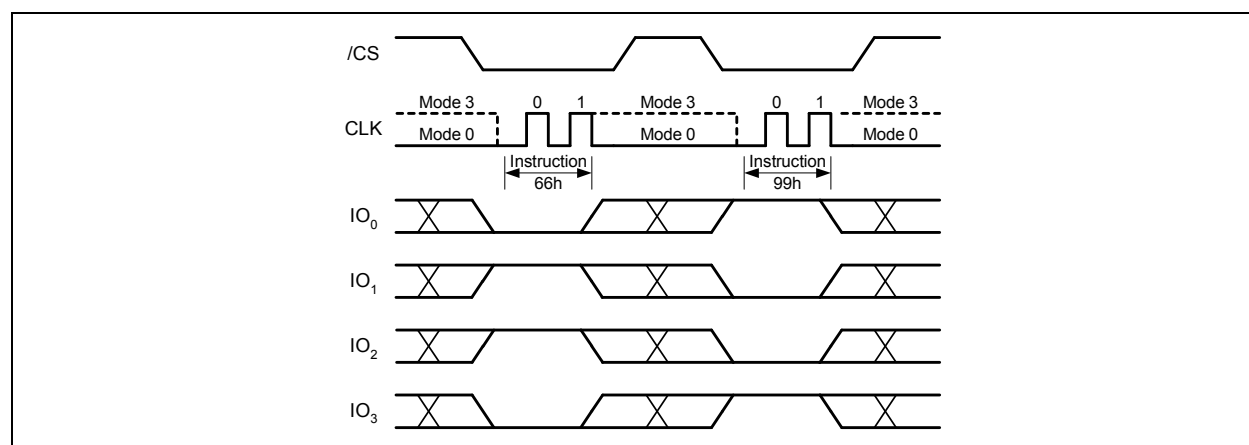 /CS
Mode 3 0 1 Mode 3 0 1 Mode 3
CLK
Mode 0 Mode 0 Mode 0
Instruction Instruction
66h 99h
IO0
IO1
IO2
IO3